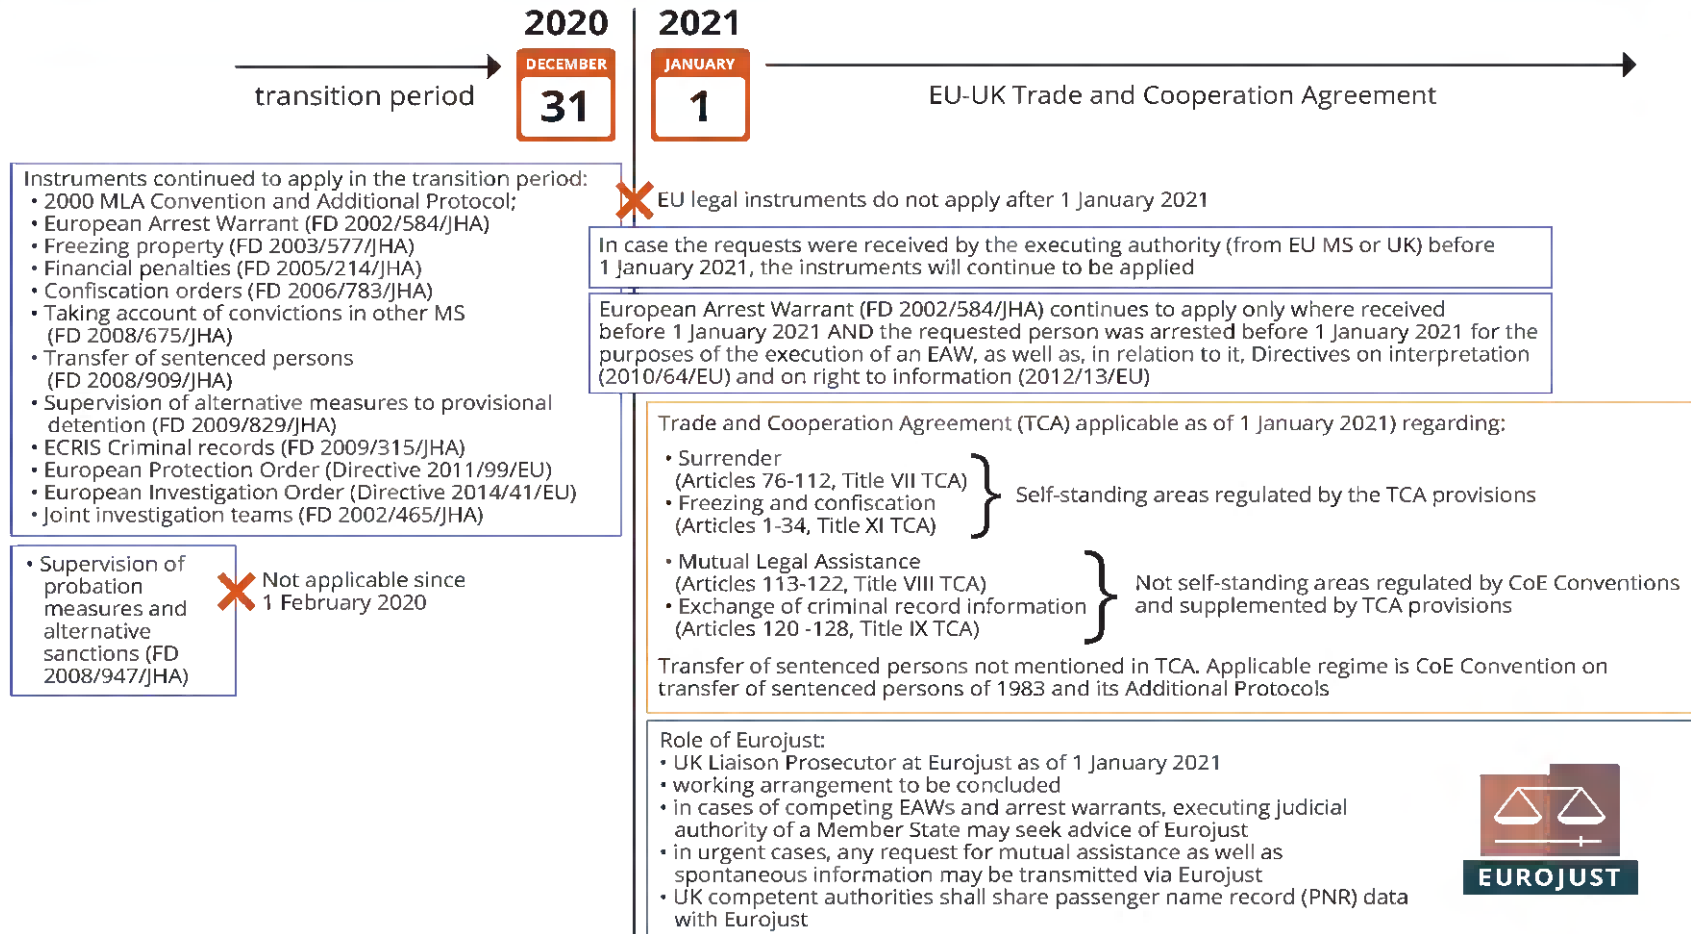 2020
2021
DECEMBER
31
JANUARY
1
transition period
EU-UK Trade and Cooperation Agreement
Instruments continued to apply in the transition period:
• 2000 MLA Convention and Additional Protocol;
• European Arrest Warrant (FD 2002/584/JHA)
• Freezing property (FD 2003/577/JHA)
• Financial penalties (FD 2005/214/JHA)
• Confiscation orders (FD 2006/783/JHA)
• Taking account of convictions in other MS
(FD 2008/675/JHA)
• Transfer of sentenced persons
(FD 2008/909/JHA)
• Supervision of alternative measures to provisional
detention (FD 2009/829/JHA)
• ECRIS Criminal records (FD 2009/315/JHA)
• European Protection Order (Directive 2011/99/EU)
• European Investigation Order (Directive 2014/41/EU)
• Joint investigation teams (FD 2002/465/JHA)
• Supervision of
probation
measures and
alternative
sanctions (FD
2008/947/JHA)
Not applicable since
1 February 2020
EU legal instruments do not apply after 1 January 2021
In case the requests were received by the executing authority (from EU MS or UK) before
1 January 2021, the instruments will continue to be applied
European Arrest Warrant (FD 2002/584/JHA) continues to apply only where received
before 1 January 2021 AND the requested person was arrested before 1 January 2021 for the
purposes of the execution of an EAW, as well as, in relation to it, Directives on interpretation
(2010/64/EU) and on right to information (2012/13/EU)
Trade and Cooperation Agreement (TCA) applicable as of 1 January 2021) regarding:
• Surrender
(Articles 76-112, Title VII TCA)
• Freezing and confiscation
(Articles 1-34, Title XI TCA)
Self-standing areas regulated by the TCA provisions
• Mutual Legal Assistance
(Articles 113-122, Title VIII TCA)
• Exchange of criminal record information
(Articles 120 -128, Title IX TCA)
Not self-standing areas regulated by CoE Conventions
and supplemented by TCA provisions
Transfer of sentenced persons not mentioned in TCA. Applicable regime is CoE Convention on
transfer of sentenced persons of 1983 and its Additional Protocols
Role of Eurojust:
• UK Liaison Prosecutor at Eurojust as of 1 January 2021
• working arrangement to be concluded
• in cases of competing EAWs and arrest warrants, executing judicial
authority of a Member State may seek advice of Eurojust
• in urgent cases, any request for mutual assistance as well as
spontaneous information may be transmitted via Eurojust
• UK competent authorities shall share passenger name record (PNR) data
with Eurojust
EUROJUST